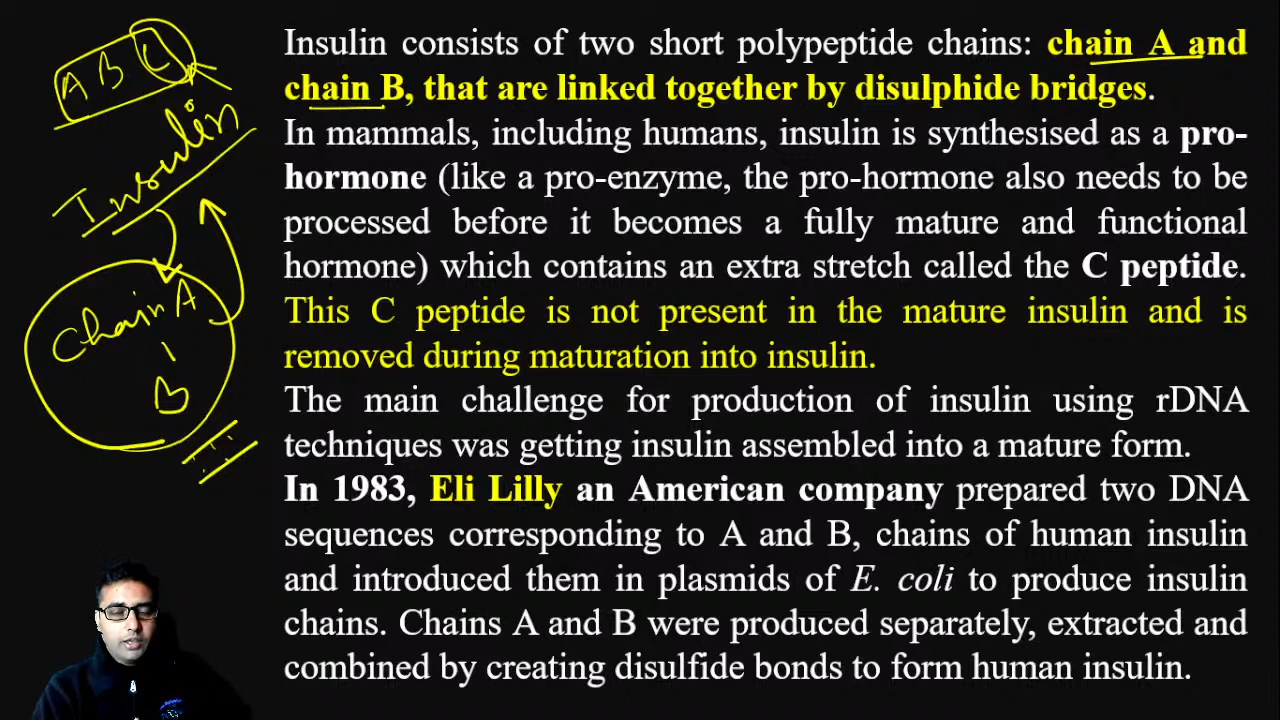 A B C
Insulin
Chain A
B
Insulin consists of two short polypeptide chains: chain A and
chain B, that are linked together by disulphide bridges.
In mammals, including humans, insulin is synthesised as a pro-
hormone (like a pro-enzyme, the pro-hormone also needs to be
processed before it becomes a fully mature and functional
hormone) which contains an extra stretch called the C peptide.
This C peptide is not present in the mature insulin and is
removed during maturation into insulin.
The main challenge for production of insulin using rDNA
techniques was getting insulin assembled into a mature form.
In 1983, Eli Lilly an American company prepared two DNA
sequences corresponding to A and B, chains of human insulin
and introduced them in plasmids of E. coli to produce insulin
chains. Chains A and B were produced separately, extracted and
combined by creating disulfide bonds to form human insulin.